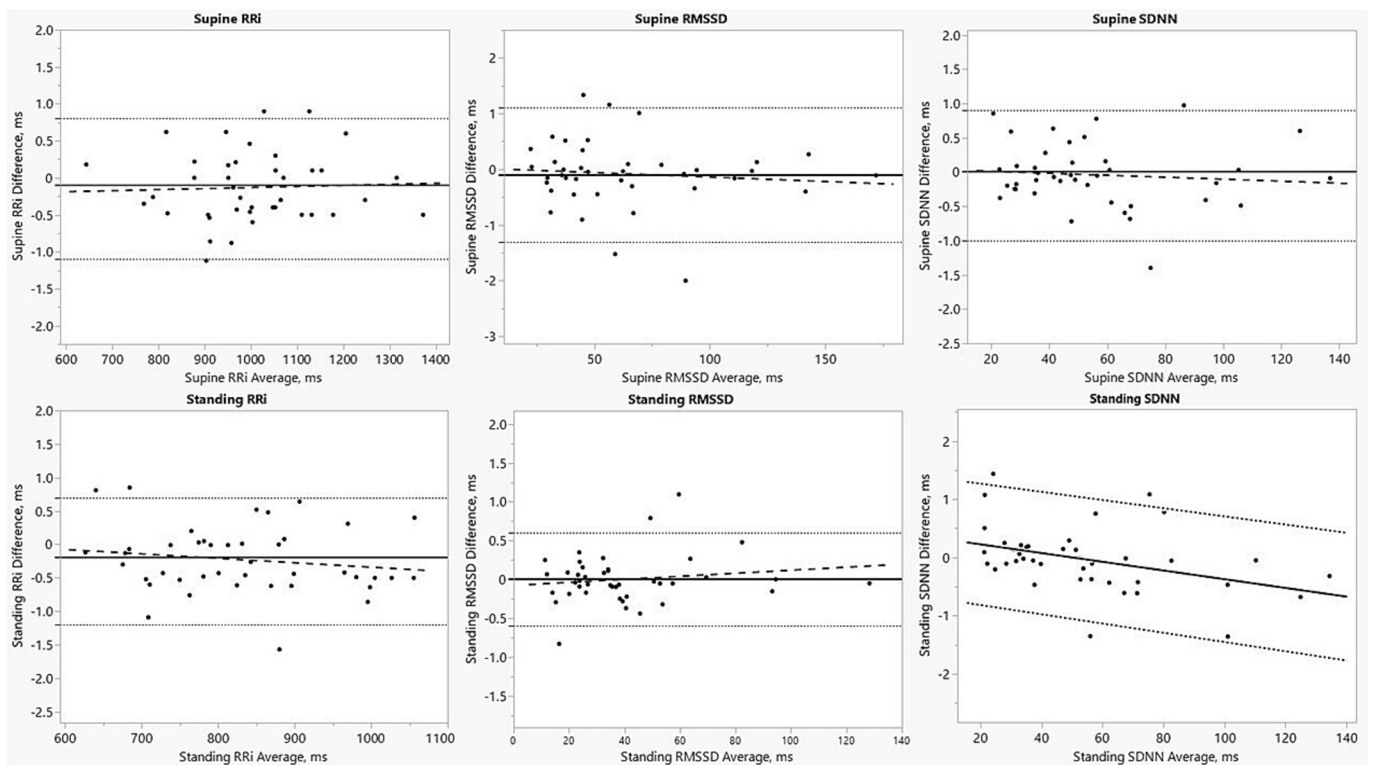 Supine RRi
2.0
1.5
1.0
0.5
0
-0.5
-1.0
-1.5
-2.0
Supine RRi Difference, ms
600 700 800 900 1000 1100 1200 1300 1400
Supine RRi Average, ms
Supine RMSSD
2
1
0
-1
-2
-3
Supine RMSSD Difference, ms
50 100 150
Supine RMSSD Average, ms
Supine SDNN
2.0
1.5
1.0
0.5
0
-0.5
-1.0
-1.5
-2.0
-2.5
Supine SDNN Difference, ms
20 40 60 80 100 120 140
Supine SDNN Average, ms
Standing RRi
2.0
1.5
1.0
0.5
0
-0.5
-1.0
-1.5
-2.0
-2.5
Standing RRi Difference, ms
600 700 800 900 1000 1100
Standing RRi Average, ms
Standing RMSSD
2.0
1.5
1.0
0.5
0
-0.5
-1.0
-1.5
Standing RMSSD Difference, ms
0 20 40 60 80 100 120 140
Standing RMSSD Average, ms
Standing SDNN
2
1
0
-1
-2
Standing SDNN Difference, ms
20 40 60 80 100 120 140
Standing SDNN Average, ms